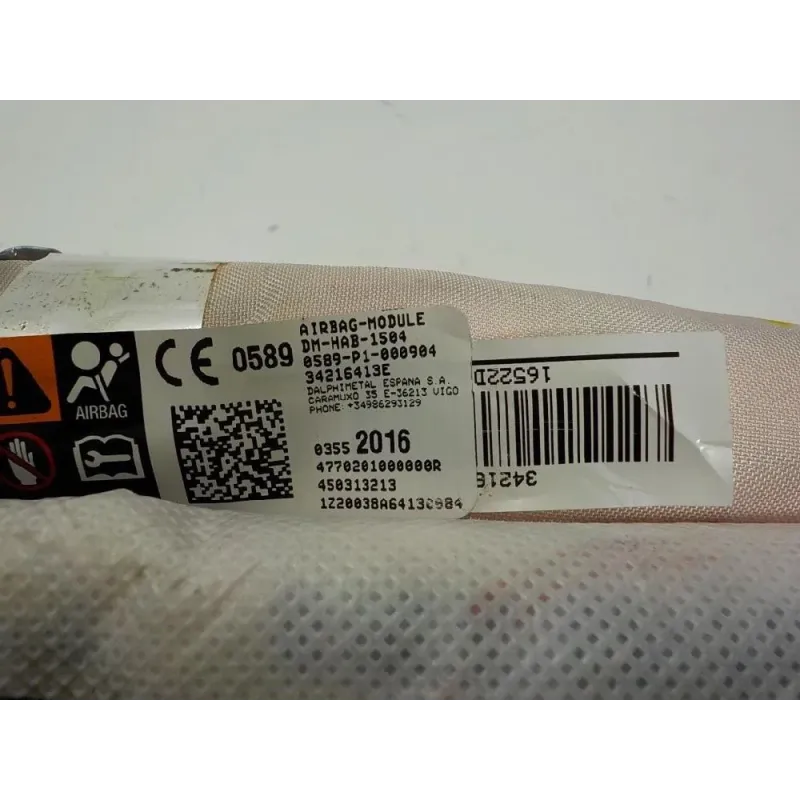 AIRBAG-MODULE
DM-HAB-1504
0589-P1-000904
34216413E
DALPHIMETAL ESPANA S.A.
CARAMUXO 35 E-36213 VIGO
PHONE: +34986293129
CE 0589
AIRBAG
0355 2016
4770201000000R
450313213
1Z20038A64130984
16522D
34216